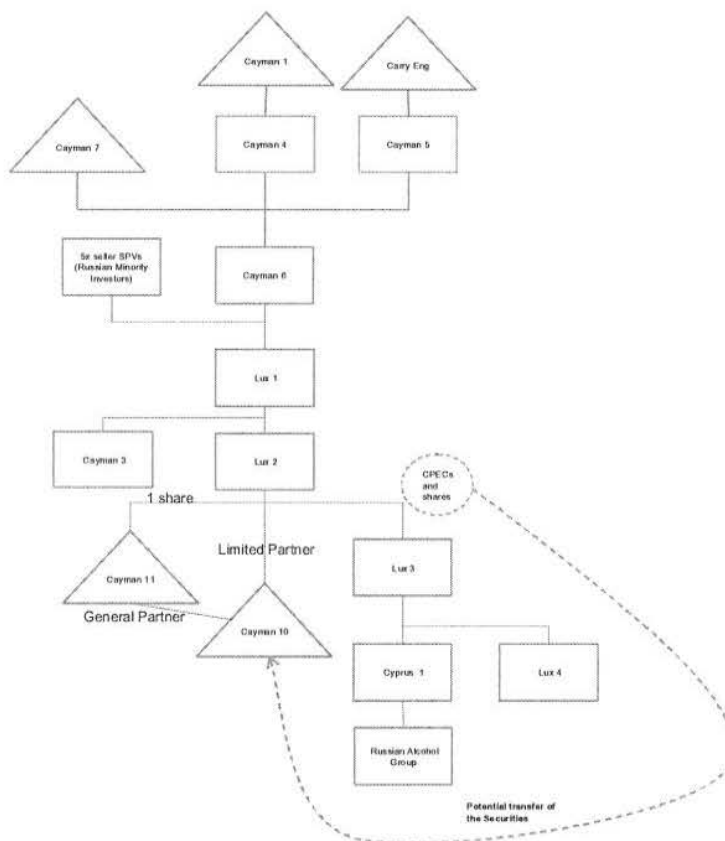 Cayman 1
Carry Eng
Cayman 7
Cayman 4
Cayman 5
5x seller SPVs
(Russian Minority
Investors)
Cayman 6
Lux 1
Cayman 3
Lux 2
CPECs
and
shares
1 share
Limited Partner
Cayman 11
Lux 3
General Partner
Cayman 10
Cyprus 1
Lux 4
Russian Alcohol
Group
Potential transfer of
the Securities